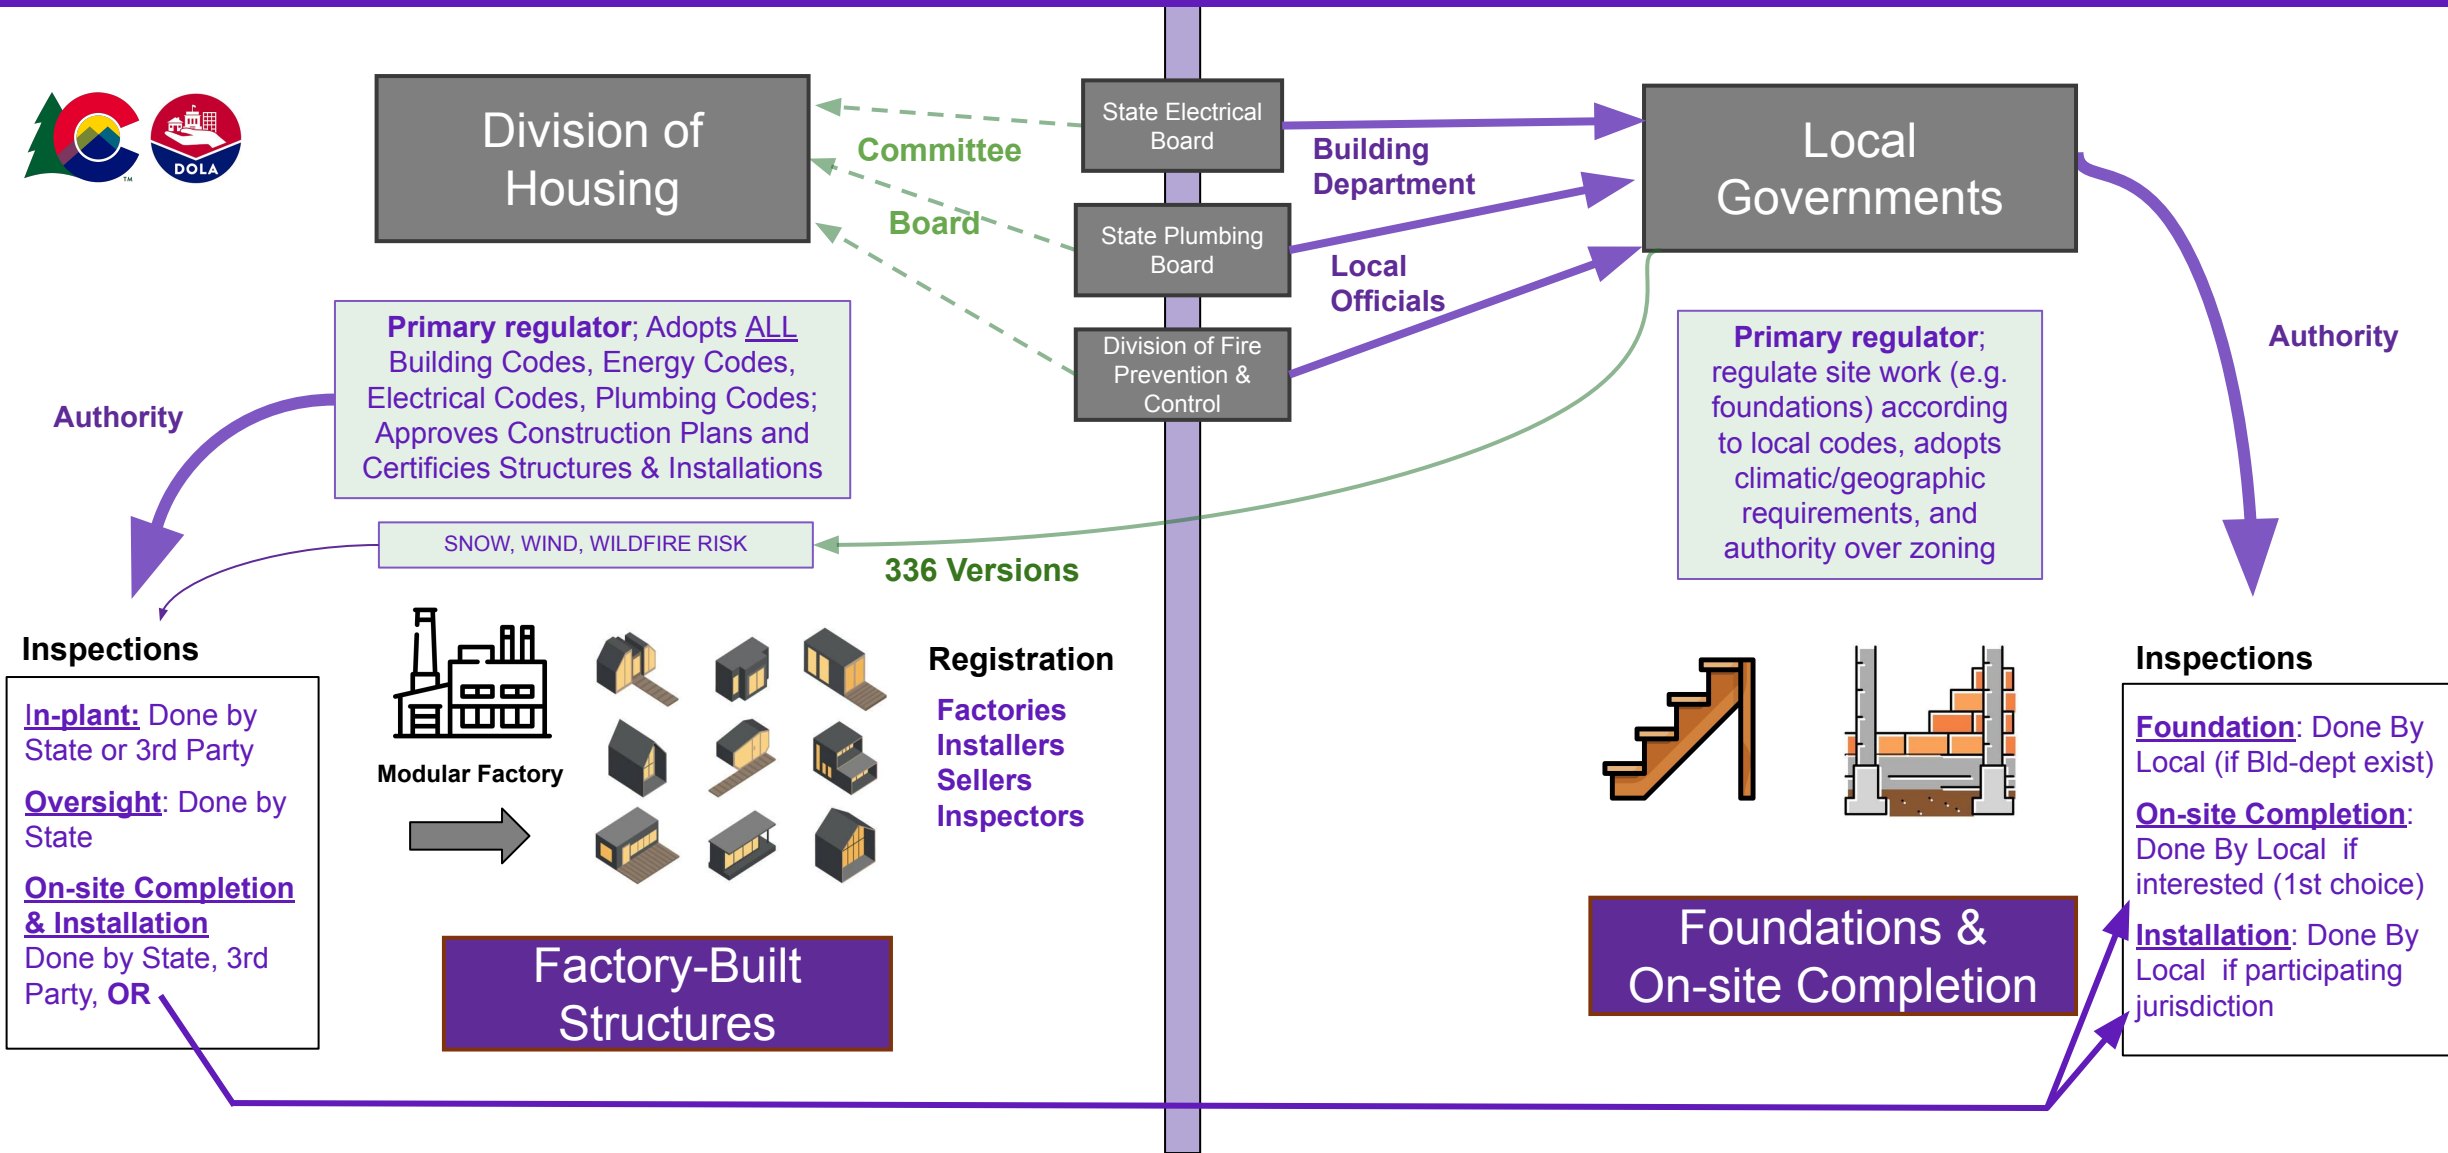 DOLA
TM
Division of
Housing
Committee
Board
State Electrical
Board
State Plumbing
Board
Division of Fire
Prevention &
Control
Building
Department
Local
Officials
Local
Governments
Authority
Primary regulator; Adopts ALL
Building Codes, Energy Codes,
Electrical Codes, Plumbing Codes;
Approves Construction Plans and
Certificies Structures & Installations
SNOW, WIND, WILDFIRE RISK
336 Versions
Primary regulator;
regulate site work (e.g.
foundations) according
to local codes, adopts
climatic/geographic
requirements, and
authority over zoning
Authority
Inspections
In-plant: Done by
State or 3rd Party
Oversight: Done by
State
On-site Completion
& Installation
Done by State, 3rd
Party, OR
Modular Factory
Registration
Factories
Installers
Sellers
Inspectors
Factory-Built
Structures
Foundations &
On-site Completion
Inspections
Foundation: Done By
Local (if Bld-dept exist)
On-site Completion:
Done By Local  if
interested (1st choice)
Installation: Done By
Local  if participating
jurisdiction